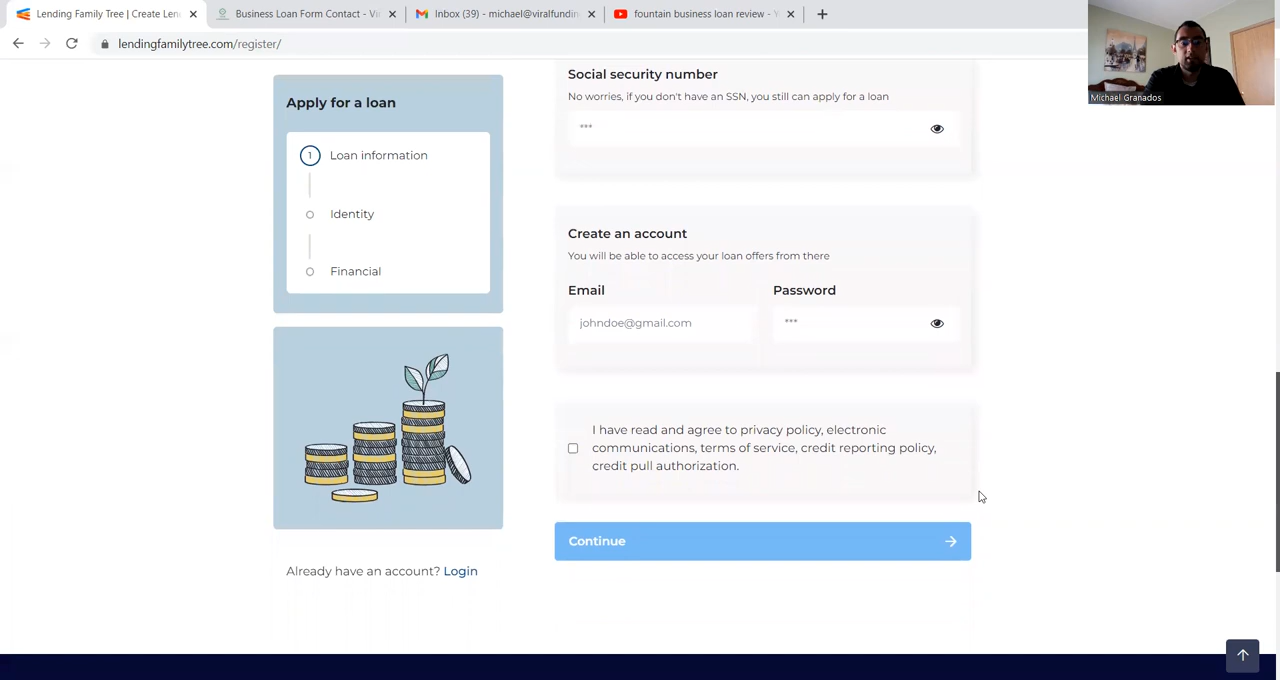 Lending Family Tree | Create Len
Business Loan Form Contact - Vi
Inbox (39) - michael@viralfundin
fountain business loan review - Y
lendingfamilytree.com/register/
Michael Granados
Apply for a loan
1 Loan information
Identity
Financial
Already have an account? Login
Social security number
No worries, if you don't have an SSN, you still can apply for a loan
***
Create an account
You will be able to access your loan offers from there
Email Password
johndoe@gmail.com ***
I have read and agree to privacy policy, electronic
communications, terms of service, credit reporting policy,
credit pull authorization.
Continue